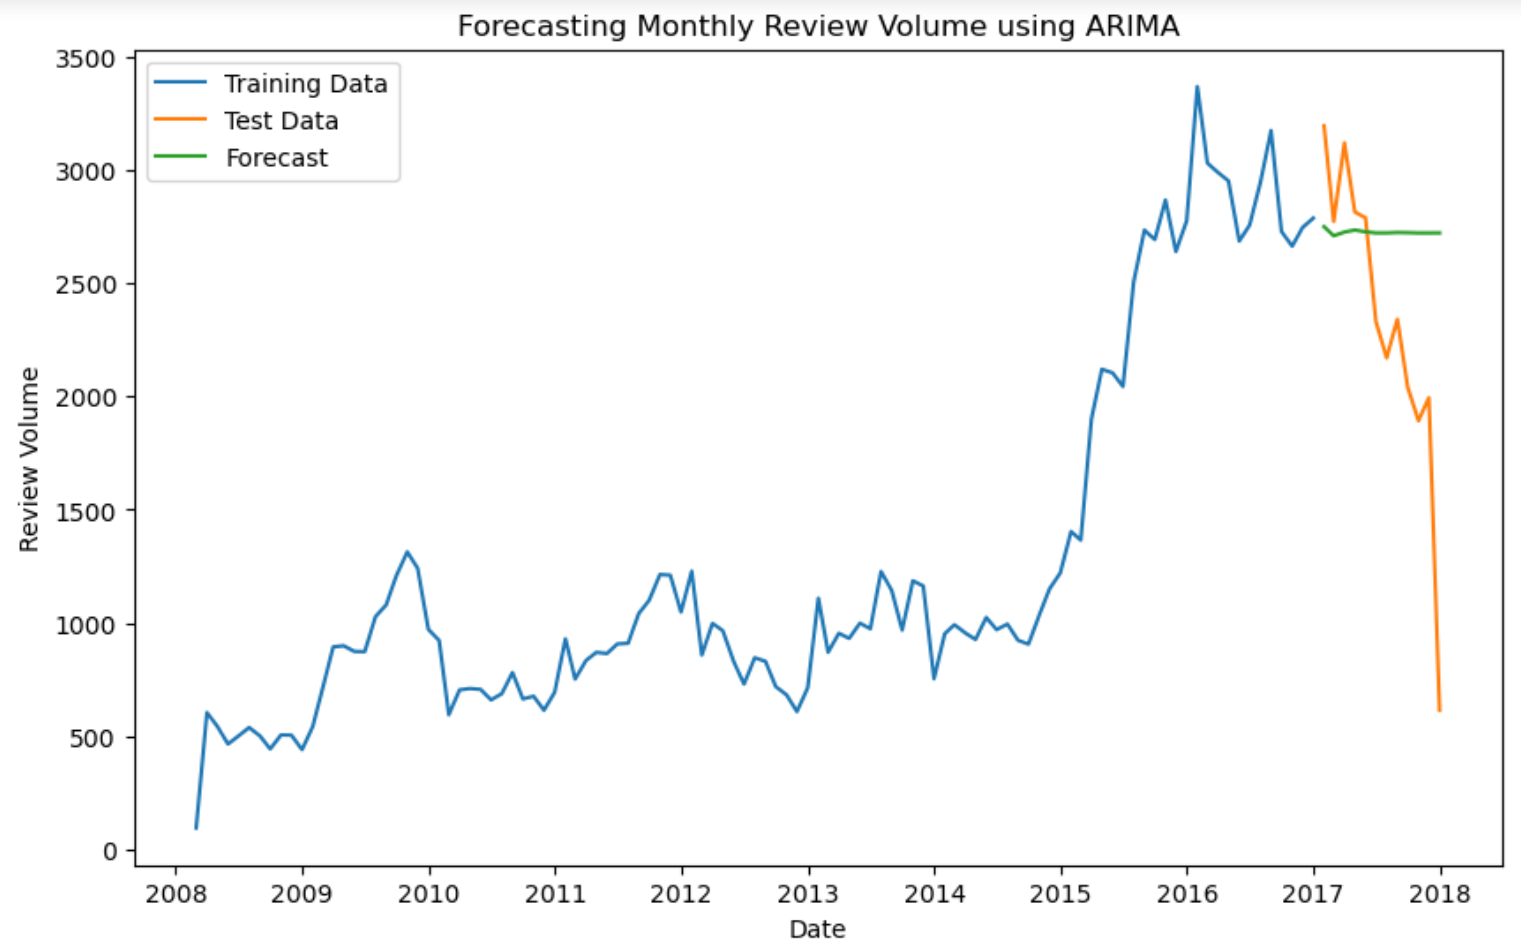 Forecasting Monthly Review Volume using ARIMA
3500
3000
2500
2000
1500
1000
500
0
Review Volume
Training Data
Test Data
Forecast
2008 2009 2010 2011 2012 2013 2014 2015 2016 2017 2018
Date